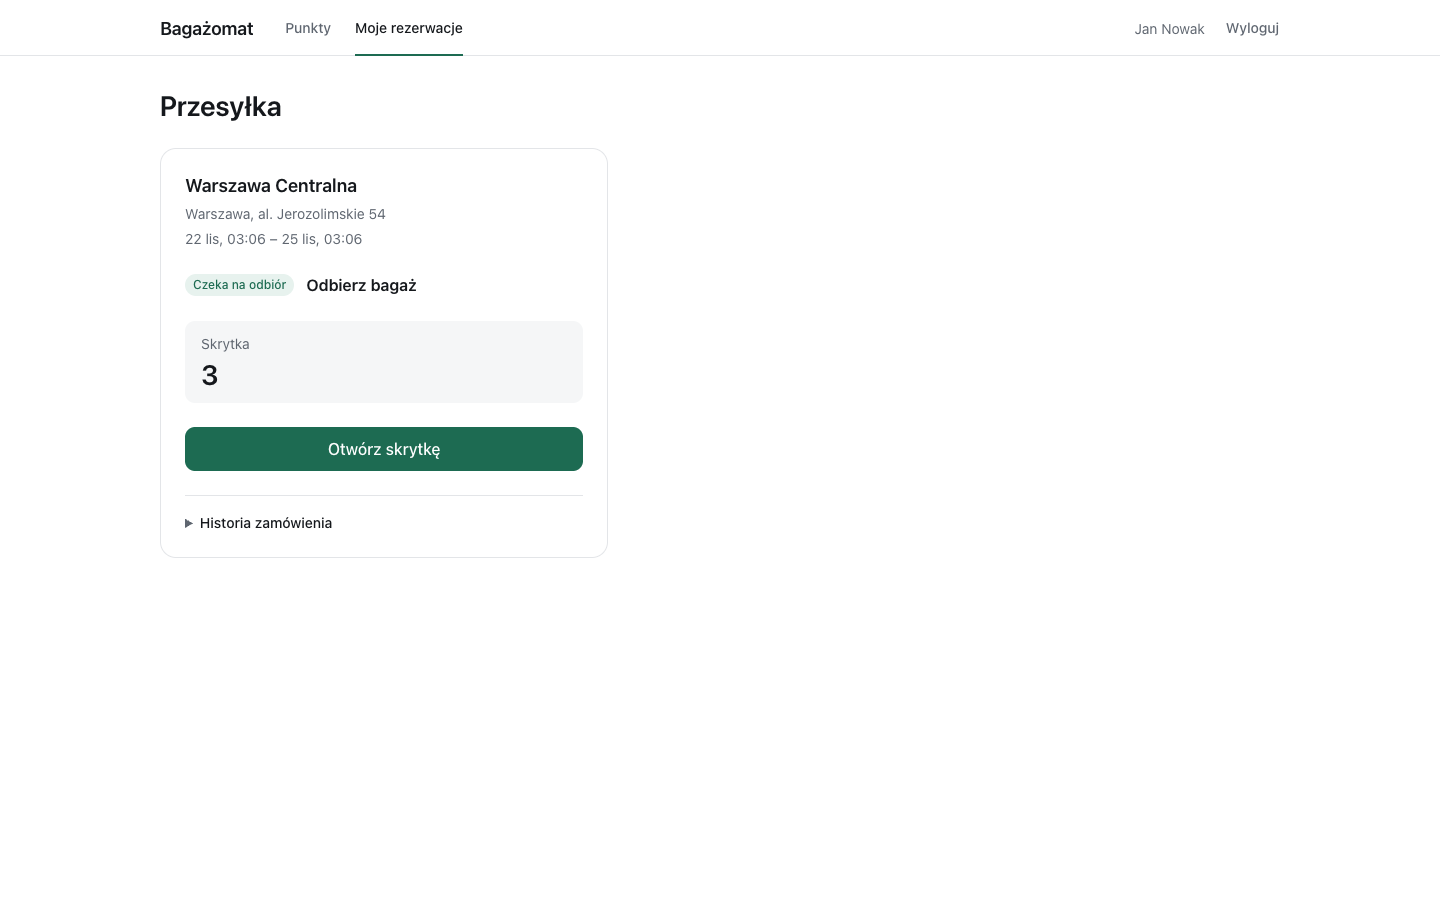 Bagażomat Punkty Moje rezerwacje Jan Nowak Wyloguj
Przesyłka
Warszawa Centralna
Warszawa, al. Jerozolimskie 54
22 lis, 03:06 – 25 lis, 03:06
Czeka na odbiór Odbierz bagaż
Skrytka
3
Otwórz skrytkę
Historia zamówienia